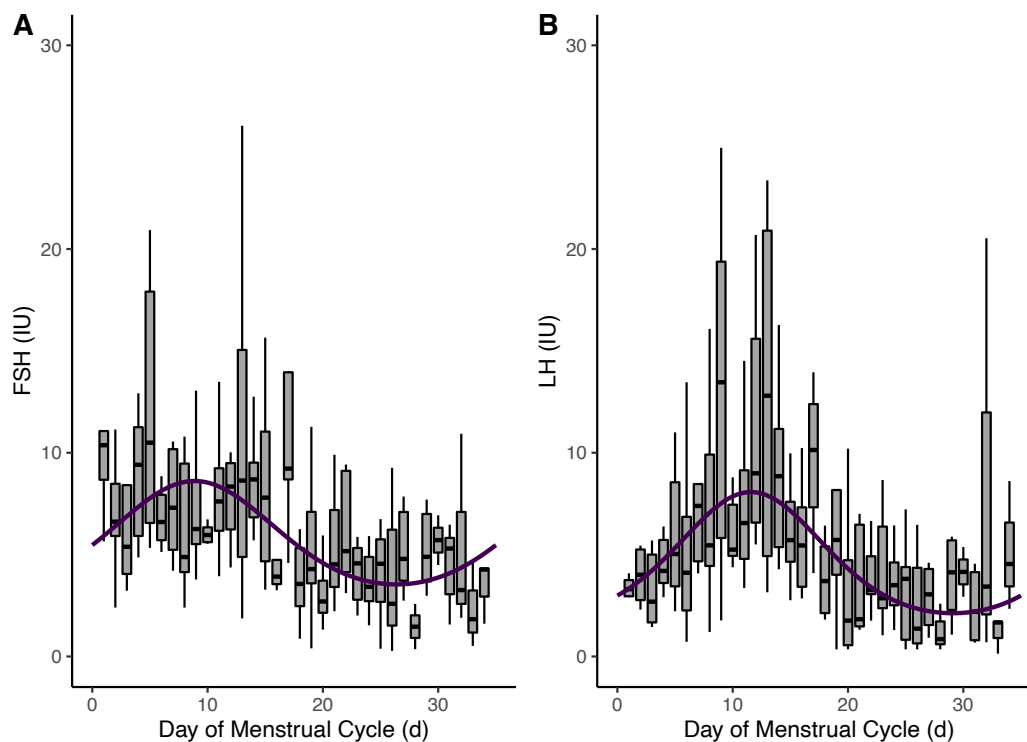 A
30
20
10
0
FSH (IU)
0 10 20 30
Day of Menstrual Cycle (d)
B
30
20
10
0
LH (IU)
0 10 20 30
Day of Menstrual Cycle (d)